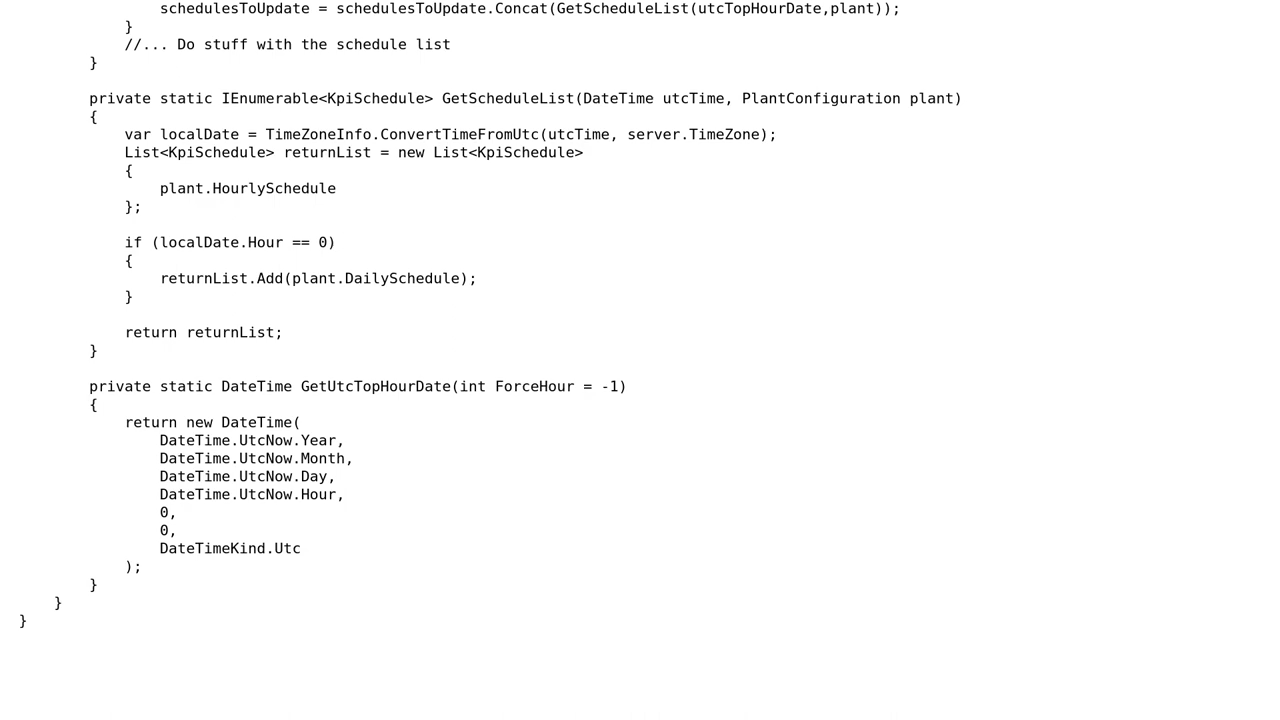 schedulesToUpdate = schedulesToUpdate.Concat(GetScheduleList(utcTopHourDate,plant));
}
//... Do stuff with the schedule list
}
private static IEnumerable<KpiSchedule> GetScheduleList(DateTime utcTime, PlantConfiguration plant)
{
var localDate = TimeZoneInfo.ConvertTimeFromUtc(utcTime, server.TimeZone);
List<KpiSchedule> returnList = new List<KpiSchedule>
{
plant.HourlySchedule
};
if (localDate.Hour == 0)
{
returnList.Add(plant.DailySchedule);
}
return returnList;
}
private static DateTime GetUtcTopHourDate(int ForceHour = -1)
{
return new DateTime(
DateTime.UtcNow.Year,
DateTime.UtcNow.Month,
DateTime.UtcNow.Day,
DateTime.UtcNow.Hour,
0,
0,
DateTimeKind.Utc
);
}
}
}